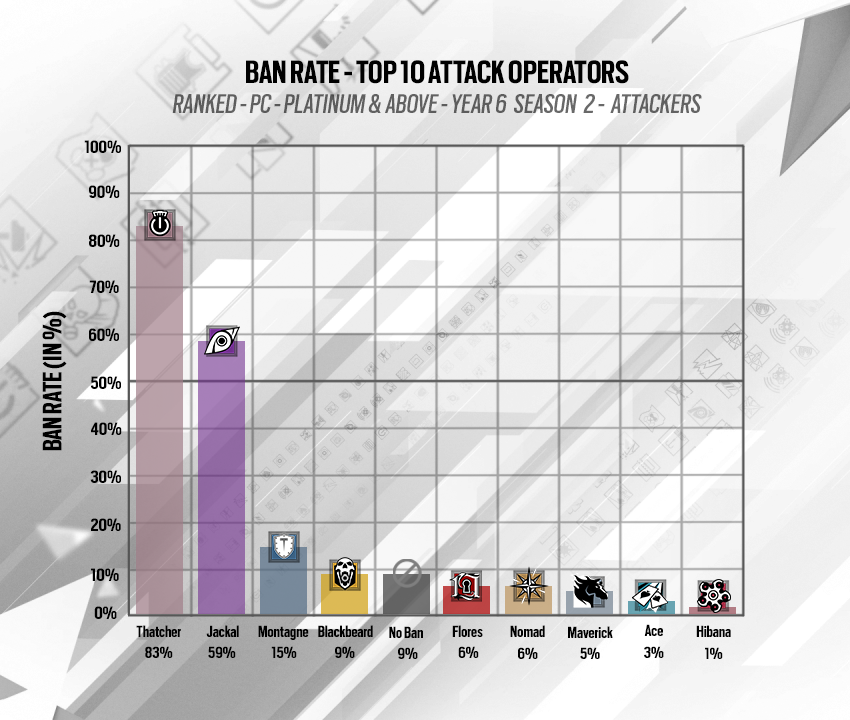 BAN RATE - TOP 10 ATTACK OPERATORS
RANKED - PC - PLATINUM & ABOVE - YEAR 6 SEASON 2 - ATTACKERS
BAN RATE (IN %)
100%
90%
80%
70%
60%
50%
40%
30%
20%
10%
0%
Thatcher Jackal Montagne Blackbeard No Ban Flores Nomad Maverick Ace Hibana
83% 59% 15% 9% 9% 6% 6% 5% 3% 1%